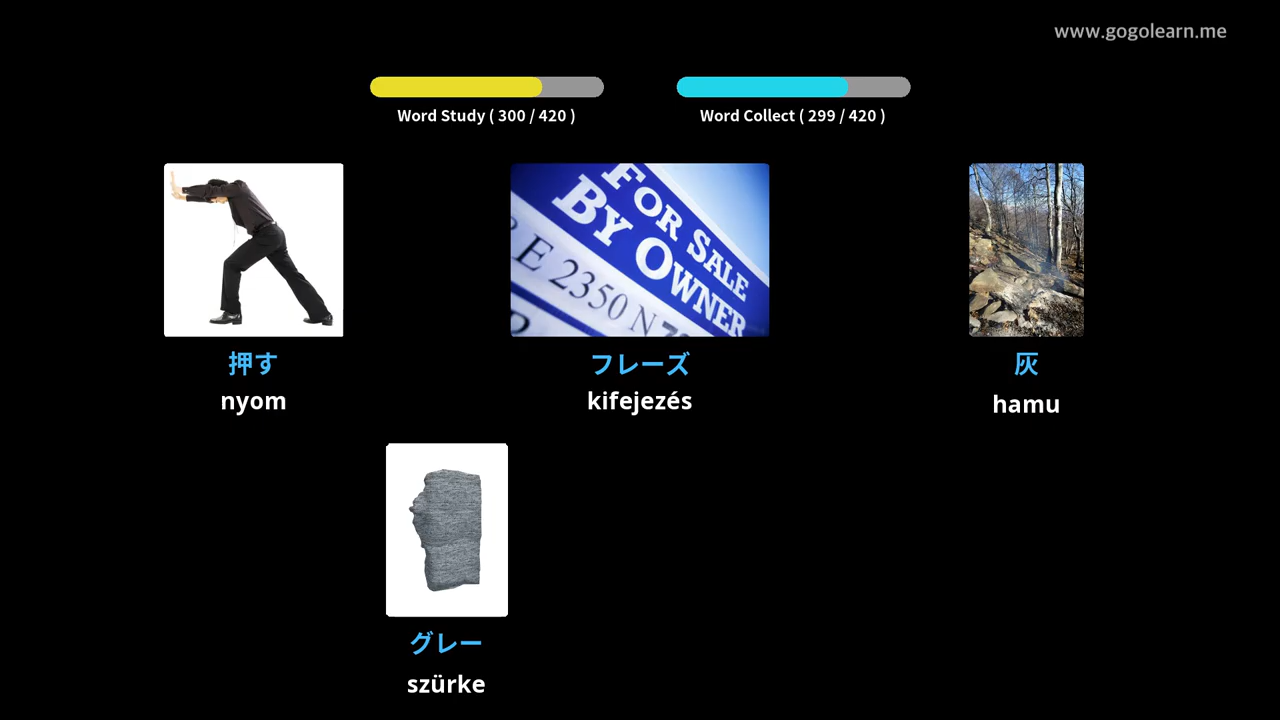 www.gogolearn.me
Word Study ( 300 / 420 )
Word Collect ( 299 / 420 )
FOR SALE
BY OWNER
E 2350 N
押す
フレーズ
灰
nyom
kifejezés
hamu
グレー
szürke